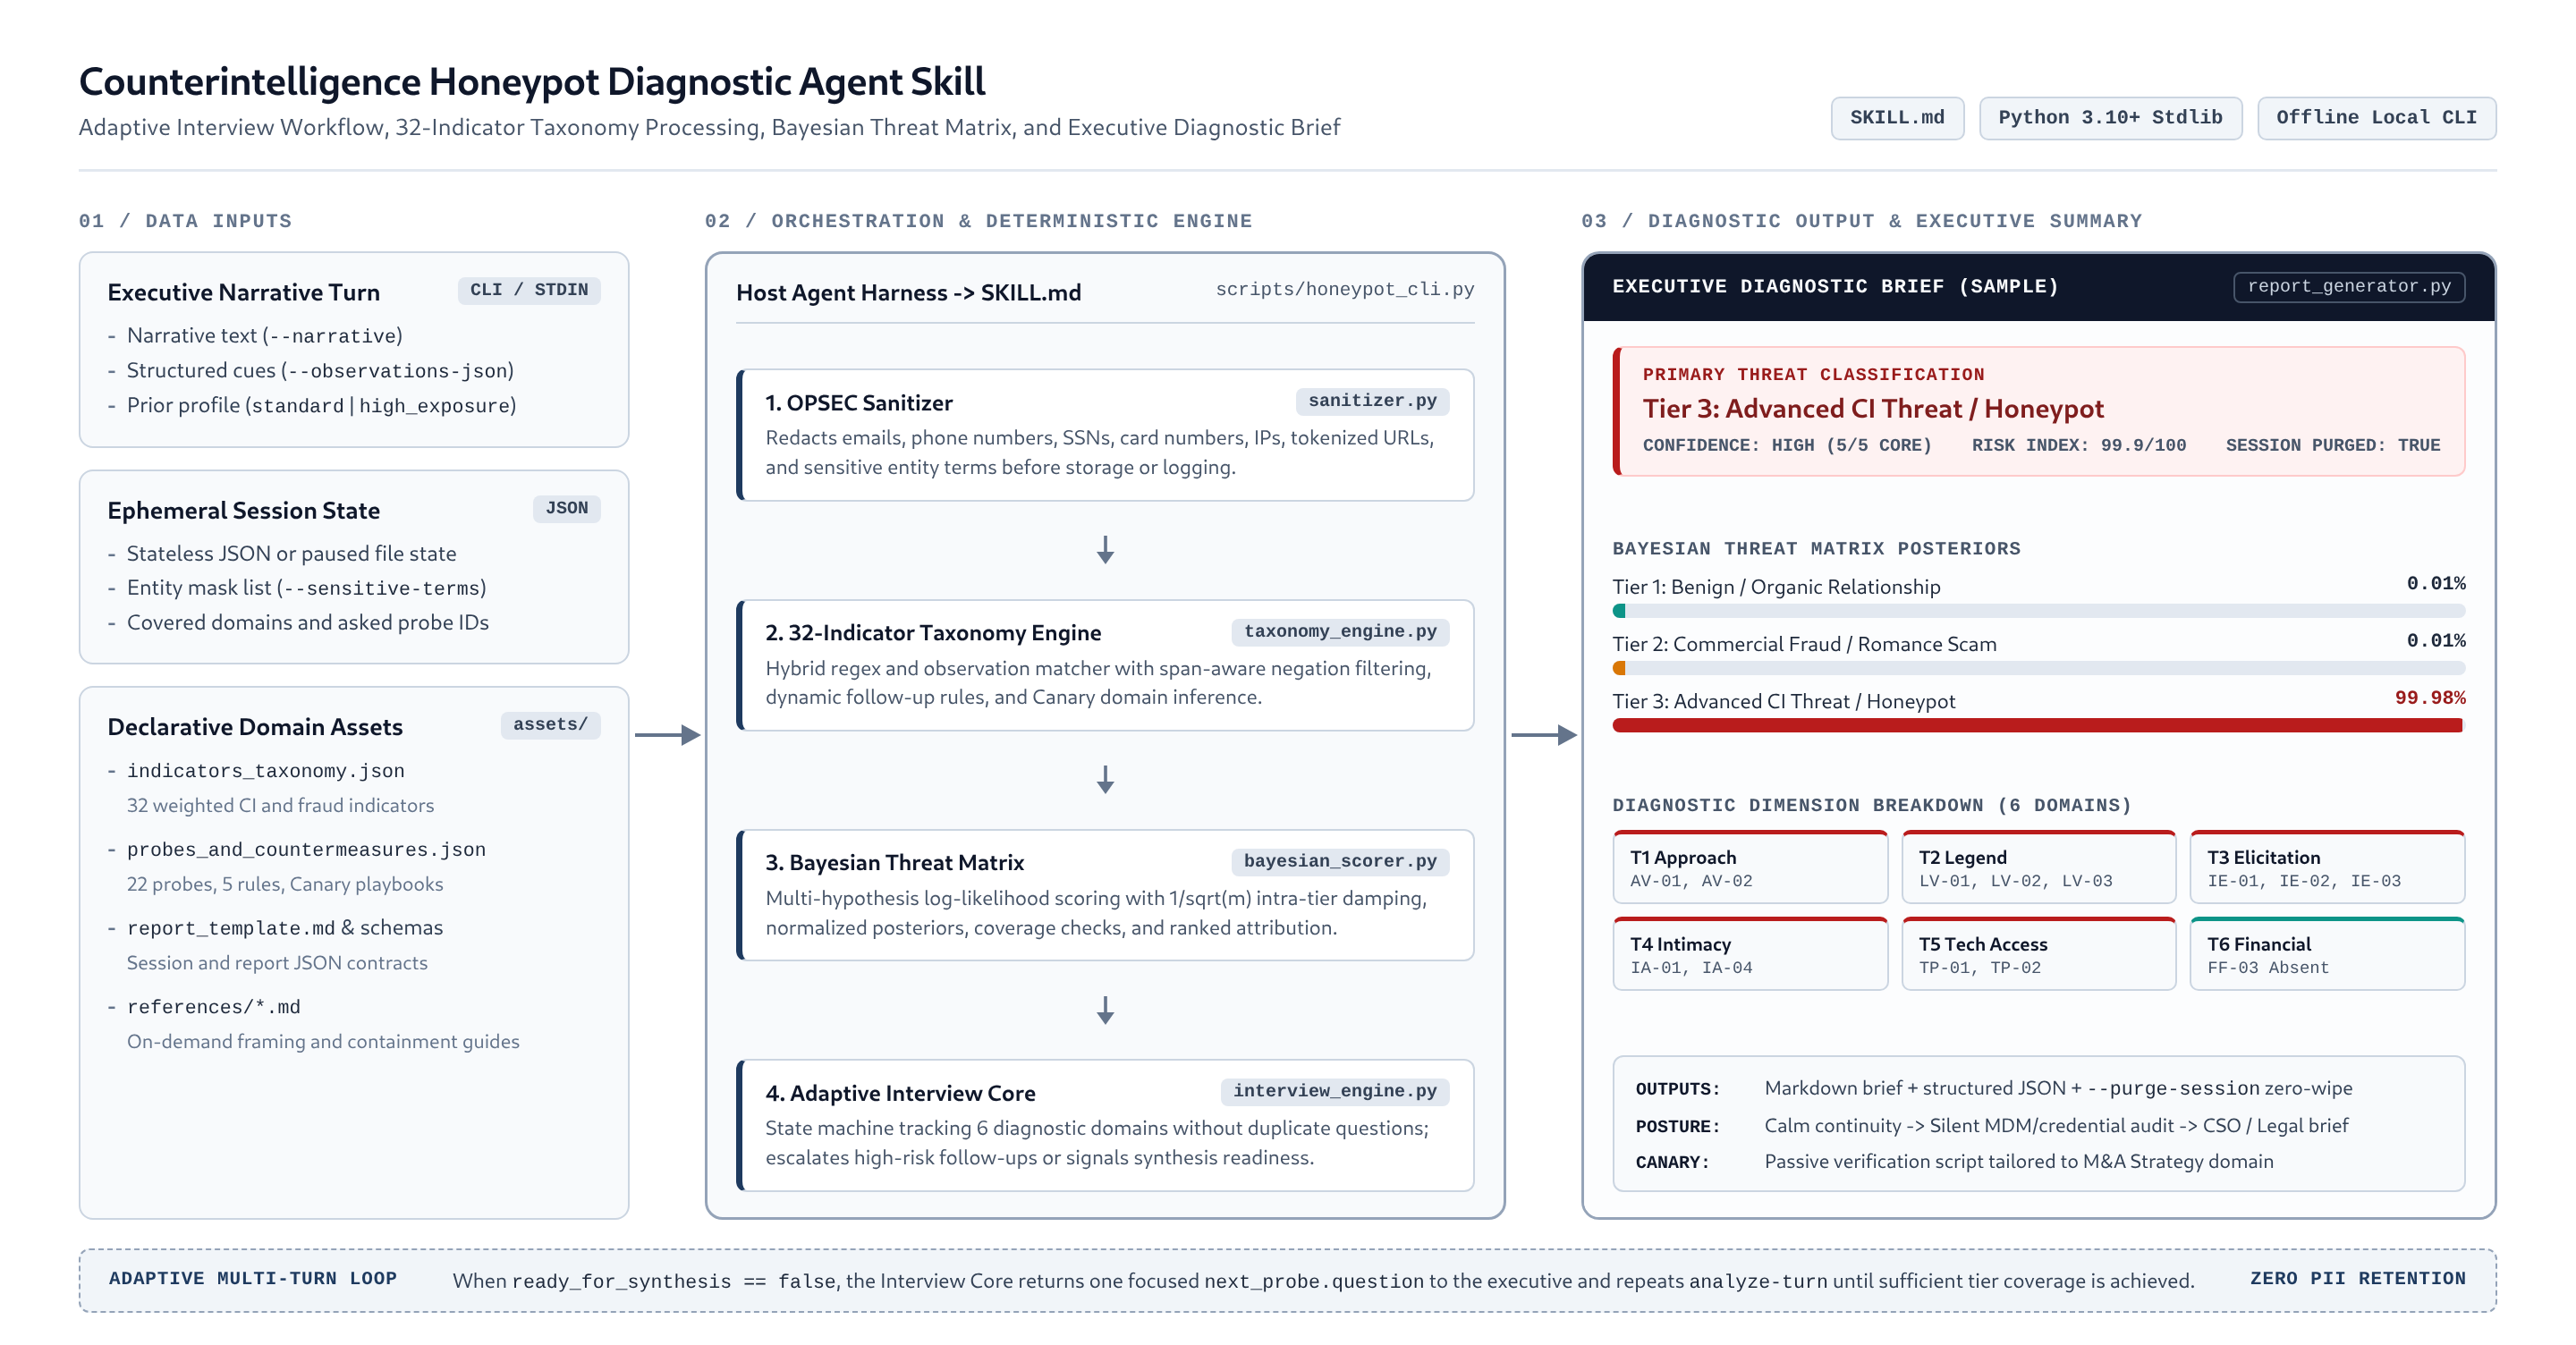 Counterintelligence Honeypot Diagnostic Agent Skill
Adaptive Interview Workflow, 32-Indicator Taxonomy Processing, Bayesian Threat Matrix, and Executive Diagnostic Brief
SKILL.md
Python 3.10+ Stdlib
Offline Local CLI
01 / DATA INPUTS
Executive Narrative Turn
CLI / STDIN
- Narrative text (--narrative)
- Structured cues (--observations-json)
- Prior profile (standard|high_exposure)
Ephemeral Session State
JSON
- Stateless JSON or paused file state
- Entity mask list (--sensitive-terms)
- Covered domains and asked probe IDs
Declarative Domain Assets
assets/
- indicators_taxonomy.json
32 weighted CI and fraud indicators
- probes_and_countermeasures.json
22 probes, 5 rules, Canary playbooks
- report_template.md & schemas
Session and report JSON contracts
- references/*.md
On-demand framing and containment guides
02 / ORCHESTRATION & DETERMINISTIC ENGINE
Host Agent Harness -> SKILL.md
scripts/honeypot_cli.py
1. OPSEC Sanitizer
sanitizer.py
Redacts emails, phone numbers, SSNs, card numbers, IPs, tokenized URLs,
and sensitive entity terms before storage or logging.
2. 32-Indicator Taxonomy Engine
taxonomy_engine.py
Hybrid regex and observation matcher with span-aware negation filtering,
dynamic follow-up rules, and Canary domain inference.
3. Bayesian Threat Matrix
bayesian_scorer.py
Multi-hypothesis log-likelihood scoring with 1/sqrt(m) intra-tier damping,
normalized posteriors, coverage checks, and ranked attribution.
4. Adaptive Interview Core
interview_engine.py
State machine tracking 6 diagnostic domains without duplicate questions;
escalates high-risk follow-ups or signals synthesis readiness.
03 / DIAGNOSTIC OUTPUT & EXECUTIVE SUMMARY
EXECUTIVE DIAGNOSTIC BRIEF (SAMPLE)
report_generator.py
PRIMARY THREAT CLASSIFICATION
Tier 3: Advanced CI Threat / Honeypot
CONFIDENCE: HIGH (5/5 CORE)
RISK INDEX: 99.9/100
SESSION PURGED: TRUE
BAYESIAN THREAT MATRIX POSTERIORS
Tier 1: Benign / Organic Relationship
0.01%
Tier 2: Commercial Fraud / Romance Scam
0.01%
Tier 3: Advanced CI Threat / Honeypot
99.98%
DIAGNOSTIC DIMENSION BREAKDOWN (6 DOMAINS)
T1 Approach
AV-01, AV-02
T2 Legend
LV-01, LV-02, LV-03
T3 Elicitation
IE-01, IE-02, IE-03
T4 Intimacy
IA-01, IA-04
T5 Tech Access
TP-01, TP-02
T6 Financial
FF-03 Absent
OUTPUTS: Markdown brief + structured JSON + --purge-session zero-wipe
POSTURE: Calm continuity -> Silent MDM/credential audit -> CSO / Legal brief
CANARY: Passive verification script tailored to M&A Strategy domain
ADAPTIVE MULTI-TURN LOOP
When ready_for_synthesis == false, the Interview Core returns one focused next_probe.question to the executive and repeats analyze-turn until sufficient tier coverage is achieved.
ZERO PII RETENTION